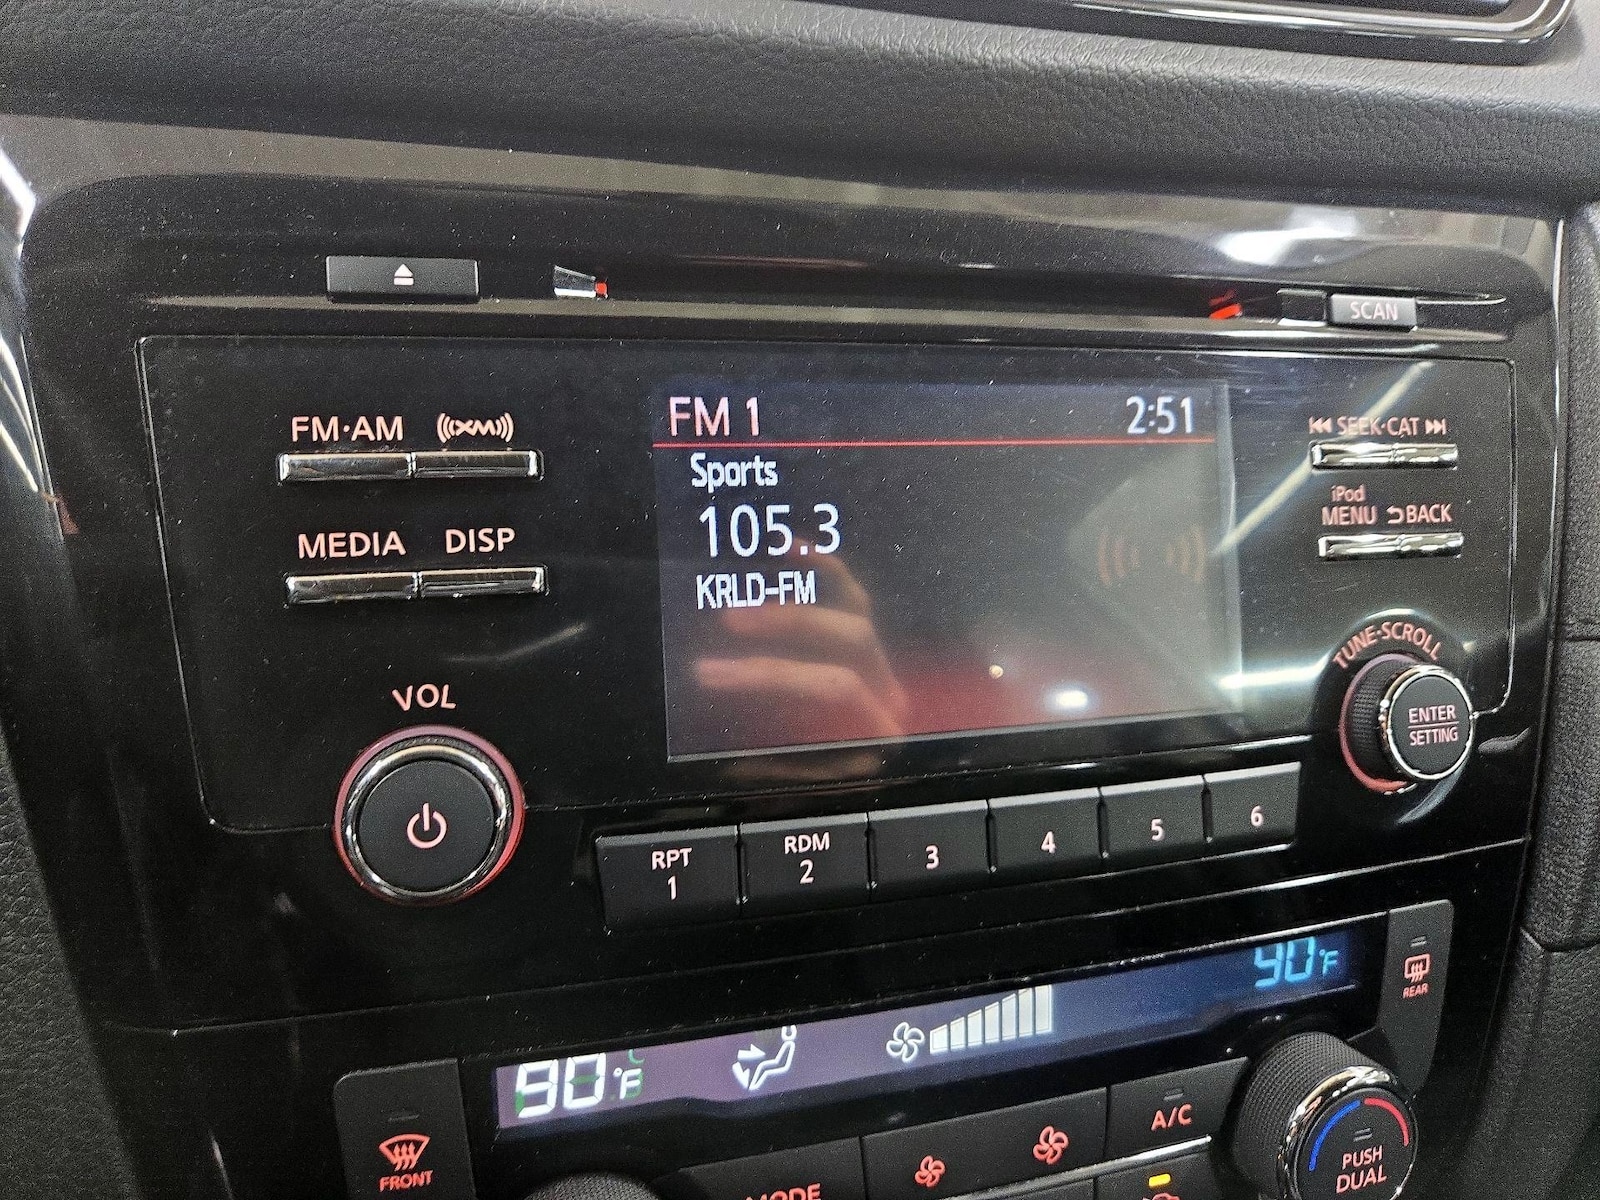 SCAN
FM·AM XM
FM 1 2:51
SEEK·CAT
Sports
iPod
MENU BACK
105.3
MEDIA DISP
KRLD-FM
TUNE·SCROLL
VOL
ENTER
SETTING
RPT
1
RDM
2
3
4
5
6
90°F
REAR
90°F
A/C
FRONT
MODE
PUSH
DUAL